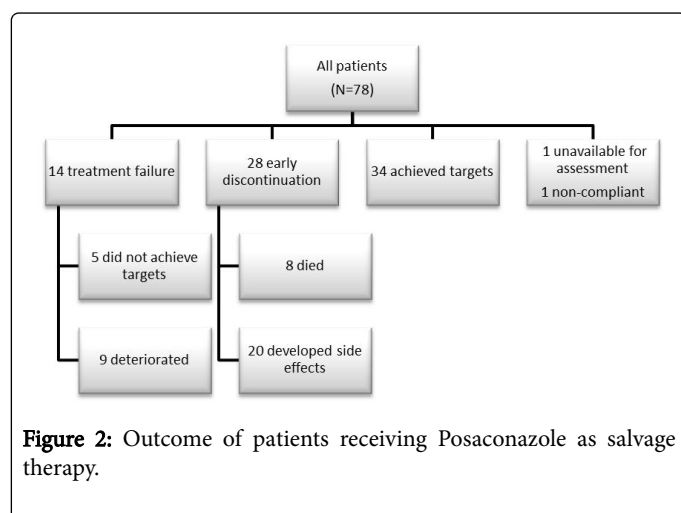 All patients
(N=78)
14 treatment failure
28 early
discontinuation
34 achieved targets
1 unavailable for
assessment
1 non-compliant
5 did not achieve
targets
8 died
9 deteriorated
20 developed side
effects
Figure 2: Outcome of patients receiving Posaconazole as salvage
therapy.